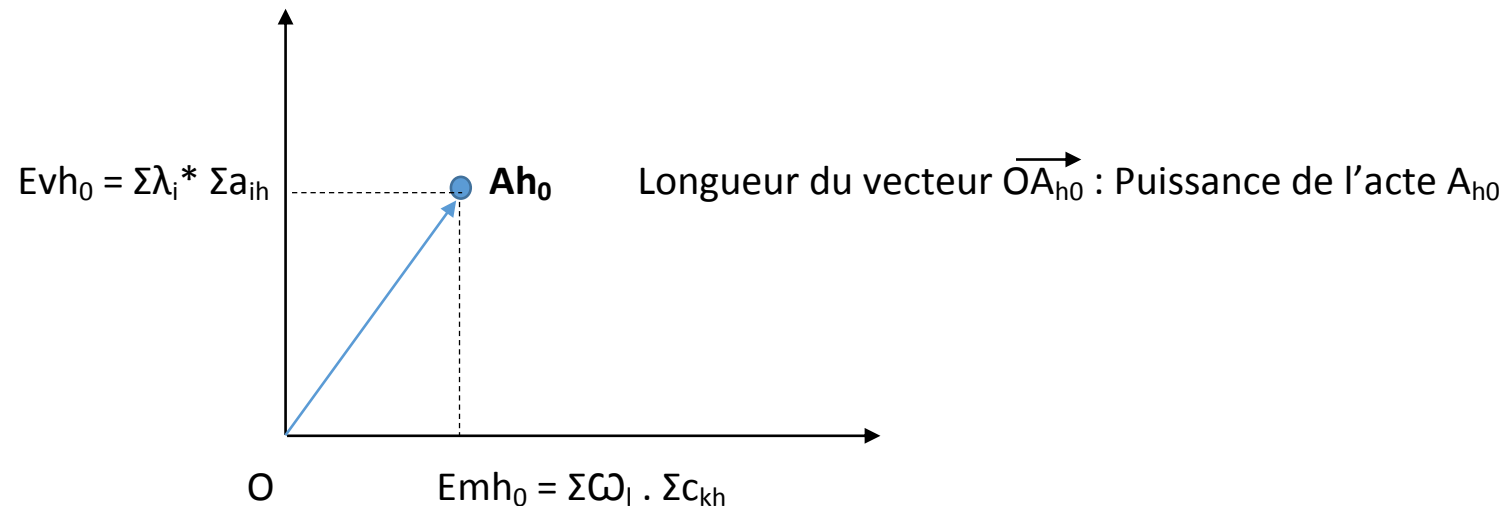 Evh₀ = Σλᵢ* Σaᵢₕ
Ah₀
Longueur du vecteur OAₕ₀ : Puissance de l’acte Aₕ₀
O
Emh₀ = ΣѠₗ . Σcₖₕ